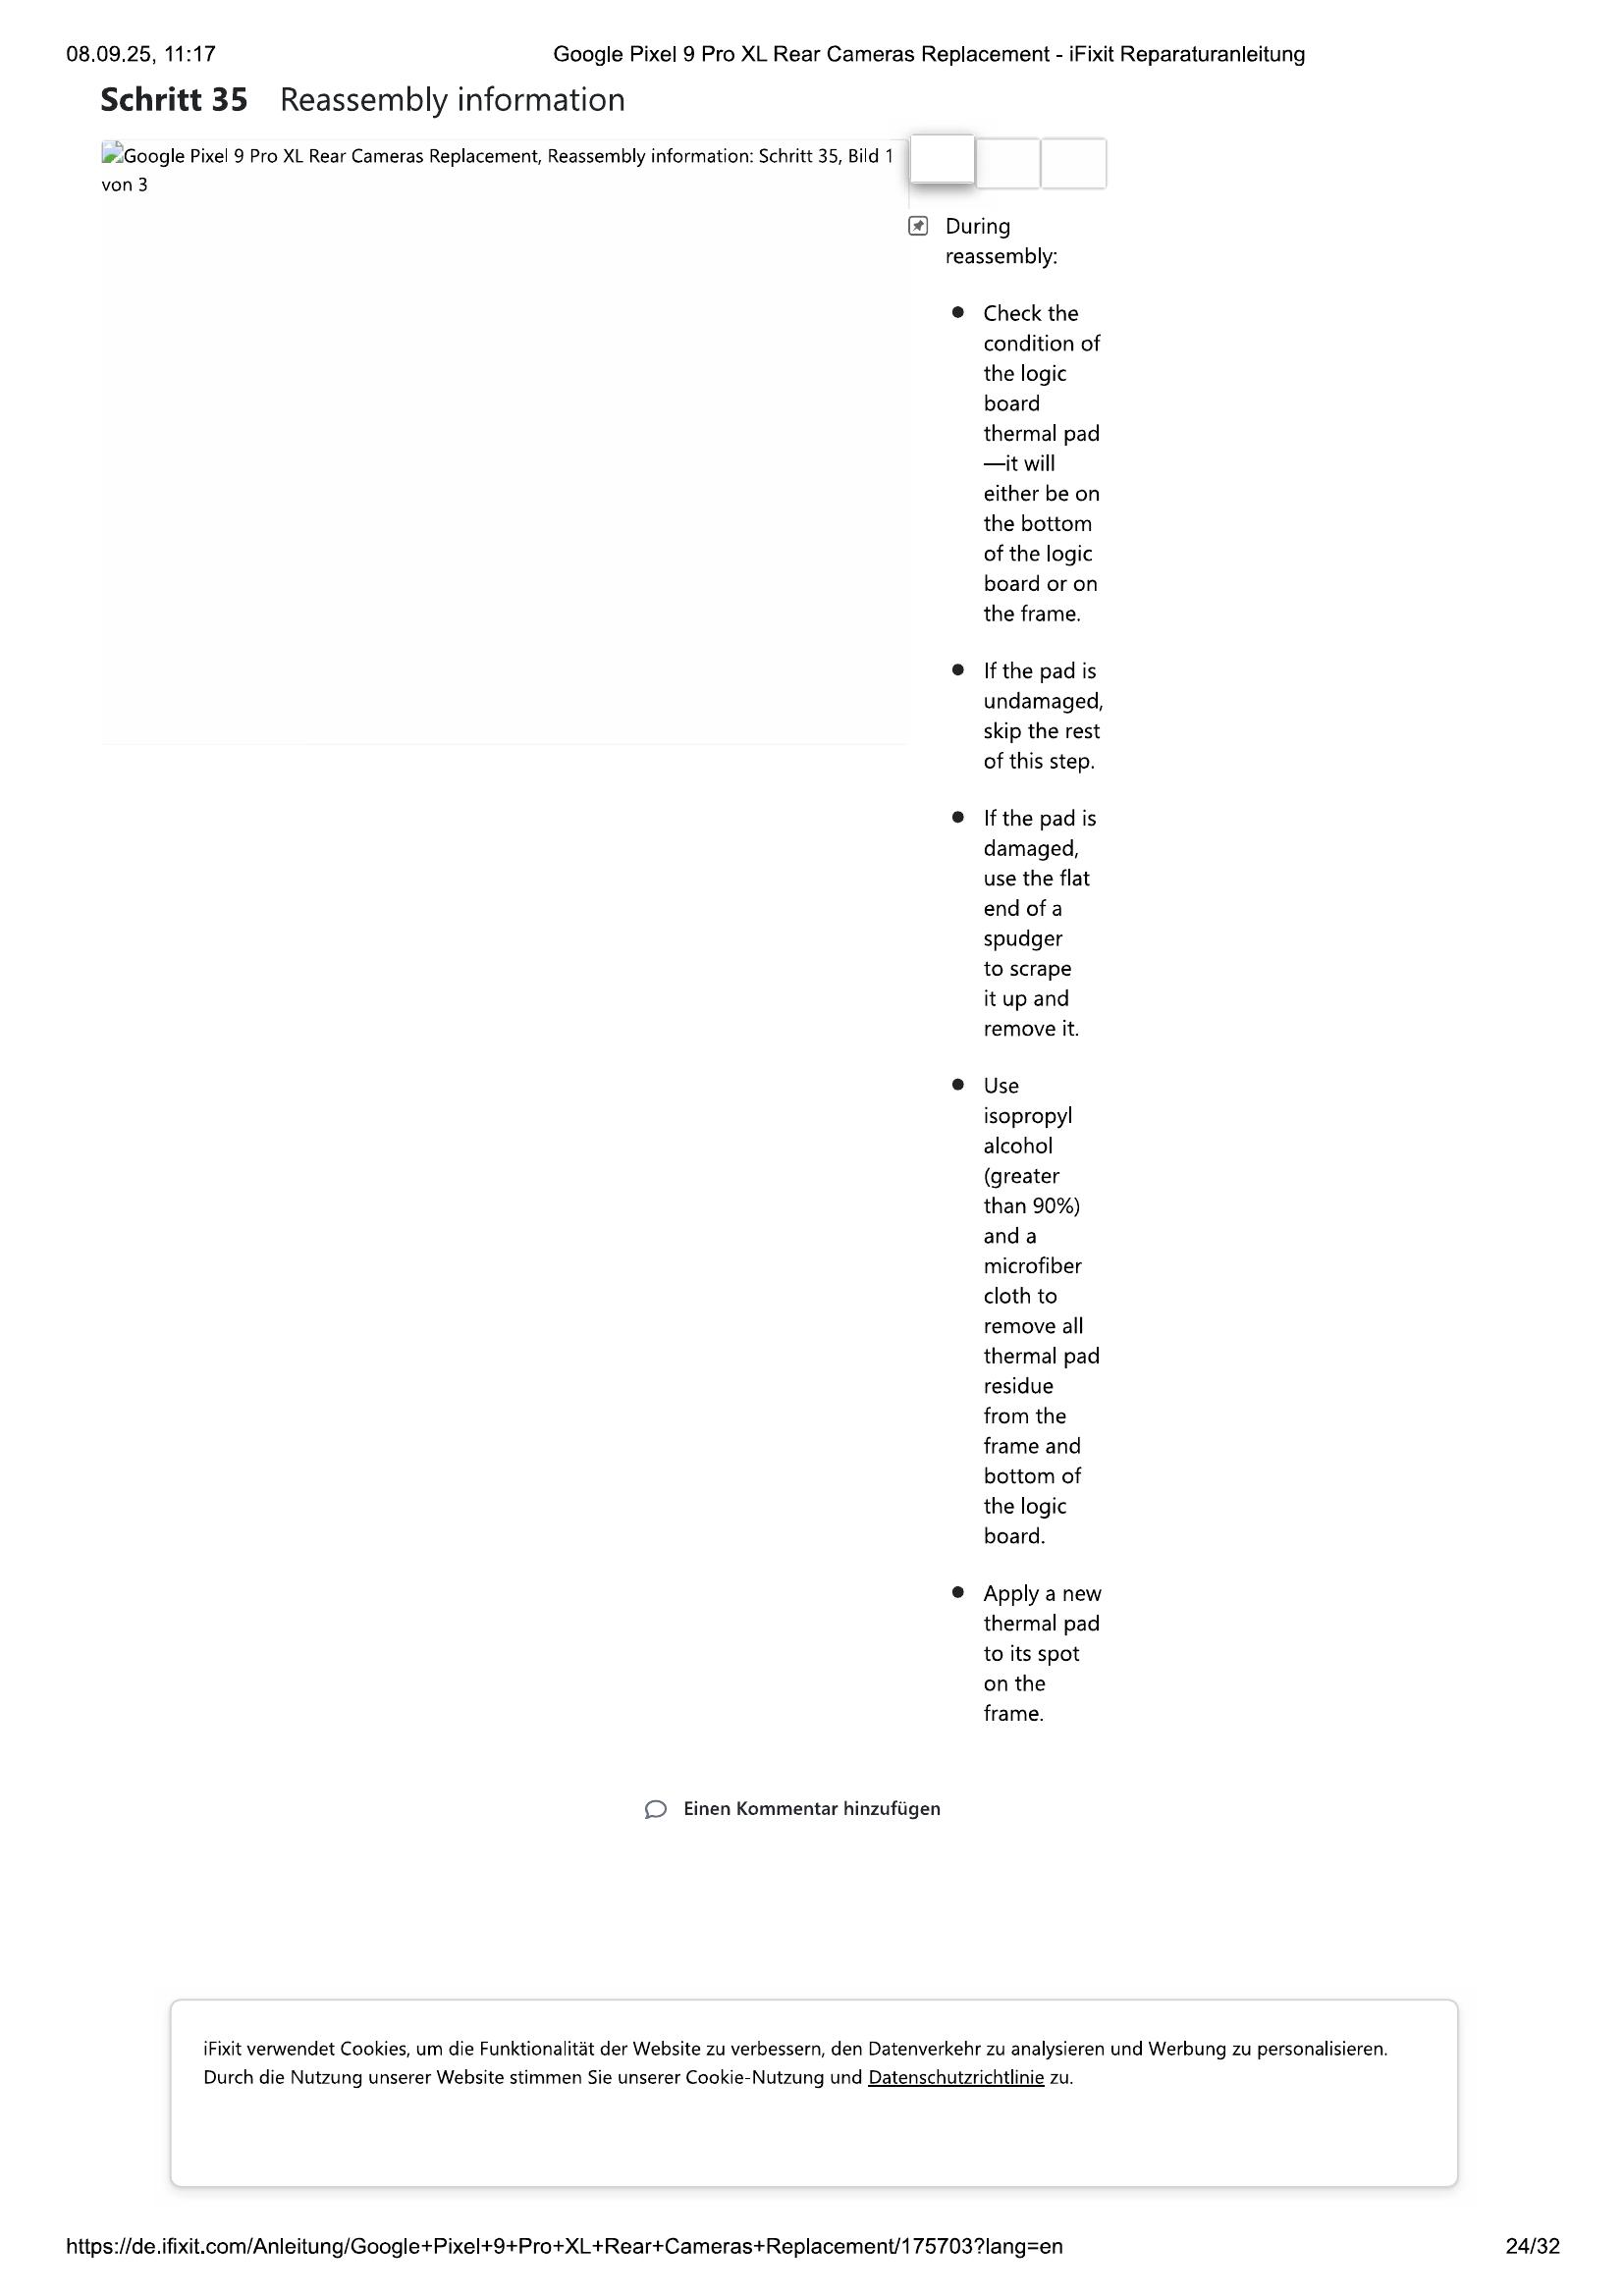 08.09.25, 11:17
Google Pixel 9 Pro XL Rear Cameras Replacement - iFixit Reparaturanleitung
Schritt 35 Reassembly information
Google Pixel 9 Pro XL Rear Cameras Replacement, Reassembly information: Schritt 35, Bild 1
von 3
During
reassembly:
Check the
condition of
the logic
board
thermal pad
—it will
either be on
the bottom
of the logic
board or on
the frame.
If the pad is
undamaged,
skip the rest
of this step.
If the pad is
damaged,
use the flat
end of a
spudger
to scrape
it up and
remove it.
Use
isopropyl
alcohol
(greater
than 90%)
and a
microfiber
cloth to
remove all
thermal pad
residue
from the
frame and
bottom of
the logic
board.
Apply a new
thermal pad
to its spot
on the
frame.
Einen Kommentar hinzufügen
iFixit verwendet Cookies, um die Funktionalität der Website zu verbessern, den Datenverkehr zu analysieren und Werbung zu personalisieren.
Durch die Nutzung unserer Website stimmen Sie unserer Cookie-Nutzung und Datenschutzrichtlinie zu.
https://de.ifixit.com/Anleitung/Google+Pixel+9+Pro+XL+Rear+Cameras+Replacement/175703?lang=en
24/32